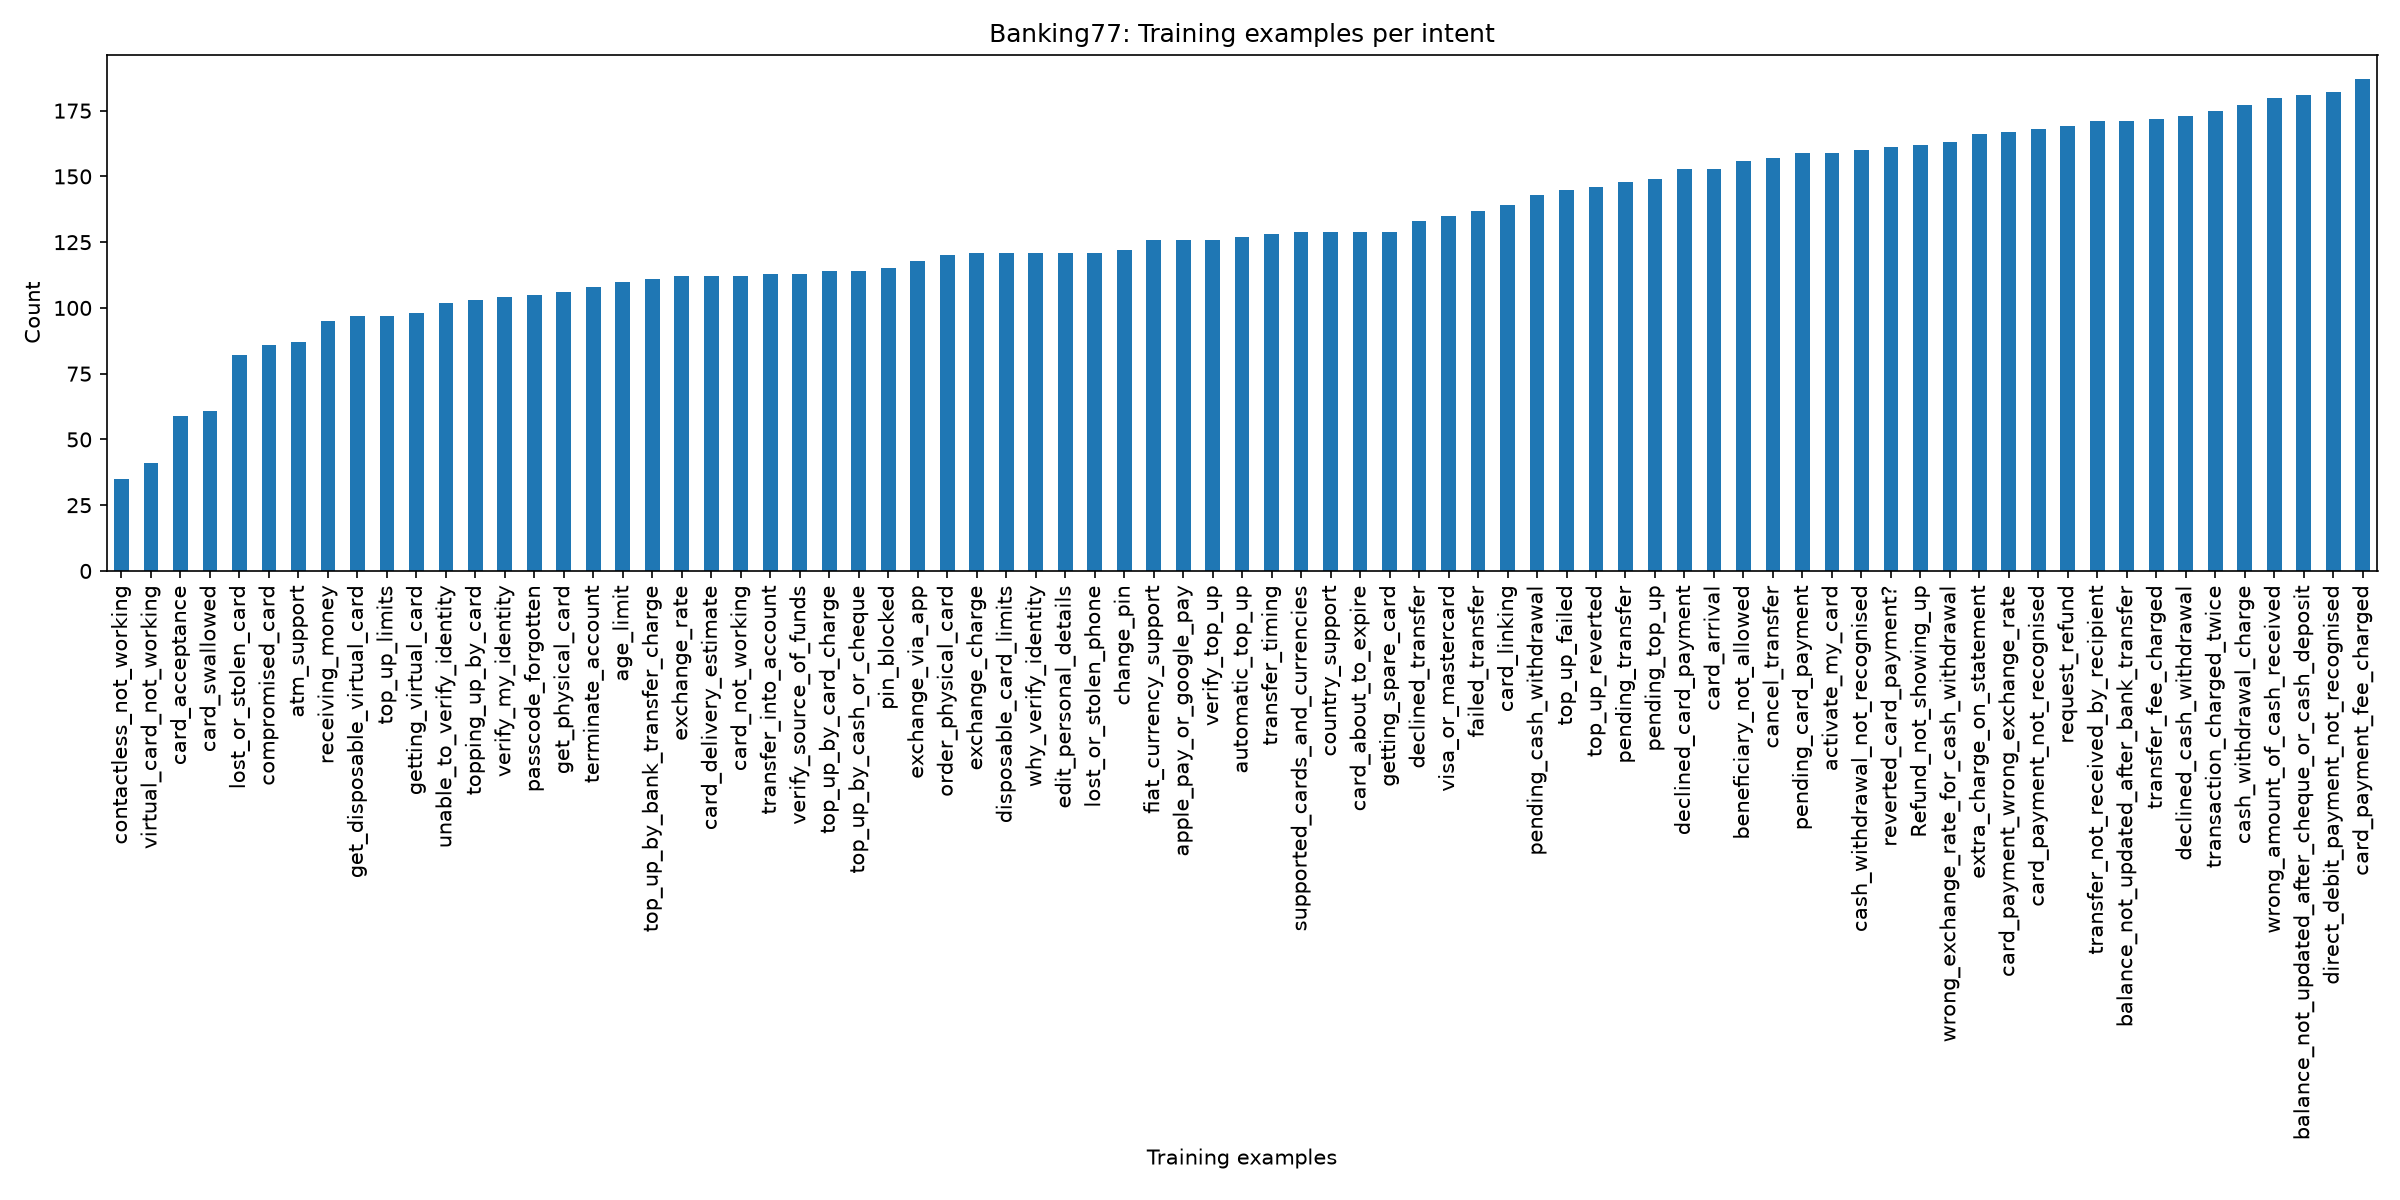 Banking77: Training examples per intent
Count
175
150
125
100
75
50
25
0
contactless_not_working
virtual_card_not_working
card_acceptance
card_swallowed
lost_or_stolen_card
compromised_card
atm_support
receiving_money
get_disposable_virtual_card
top_up_limits
getting_virtual_card
unable_to_verify_identity
topping_up_by_card
verify_my_identity
passcode_forgotten
get_physical_card
terminate_account
age_limit
top_up_by_bank_transfer_charge
exchange_rate
card_delivery_estimate
card_not_working
transfer_into_account
verify_source_of_funds
top_up_by_card_charge
top_up_by_cash_or_cheque
pin_blocked
exchange_via_app
order_physical_card
exchange_charge
disposable_card_limits
why_verify_identity
edit_personal_details
lost_or_stolen_phone
change_pin
fiat_currency_support
apple_pay_or_google_pay
verify_top_up
automatic_top_up
transfer_timing
supported_cards_and_currencies
country_support
card_about_to_expire
getting_spare_card
declined_transfer
visa_or_mastercard
failed_transfer
card_linking
pending_cash_withdrawal
top_up_failed
top_up_reverted
pending_transfer
pending_top_up
declined_card_payment
card_arrival
beneficiary_not_allowed
cancel_transfer
pending_card_payment
activate_my_card
cash_withdrawal_not_recognised
reverted_card_payment?
Refund_not_showing_up
wrong_exchange_rate_for_cash_withdrawal
extra_charge_on_statement
card_payment_wrong_exchange_rate
card_payment_not_recognised
request_refund
transfer_not_received_by_recipient
balance_not_updated_after_bank_transfer
transfer_fee_charged
declined_cash_withdrawal
transaction_charged_twice
cash_withdrawal_charge
wrong_amount_of_cash_received
balance_not_updated_after_cheque_or_cash_deposit
direct_debit_payment_not_recognised
card_payment_fee_charged
Training examples